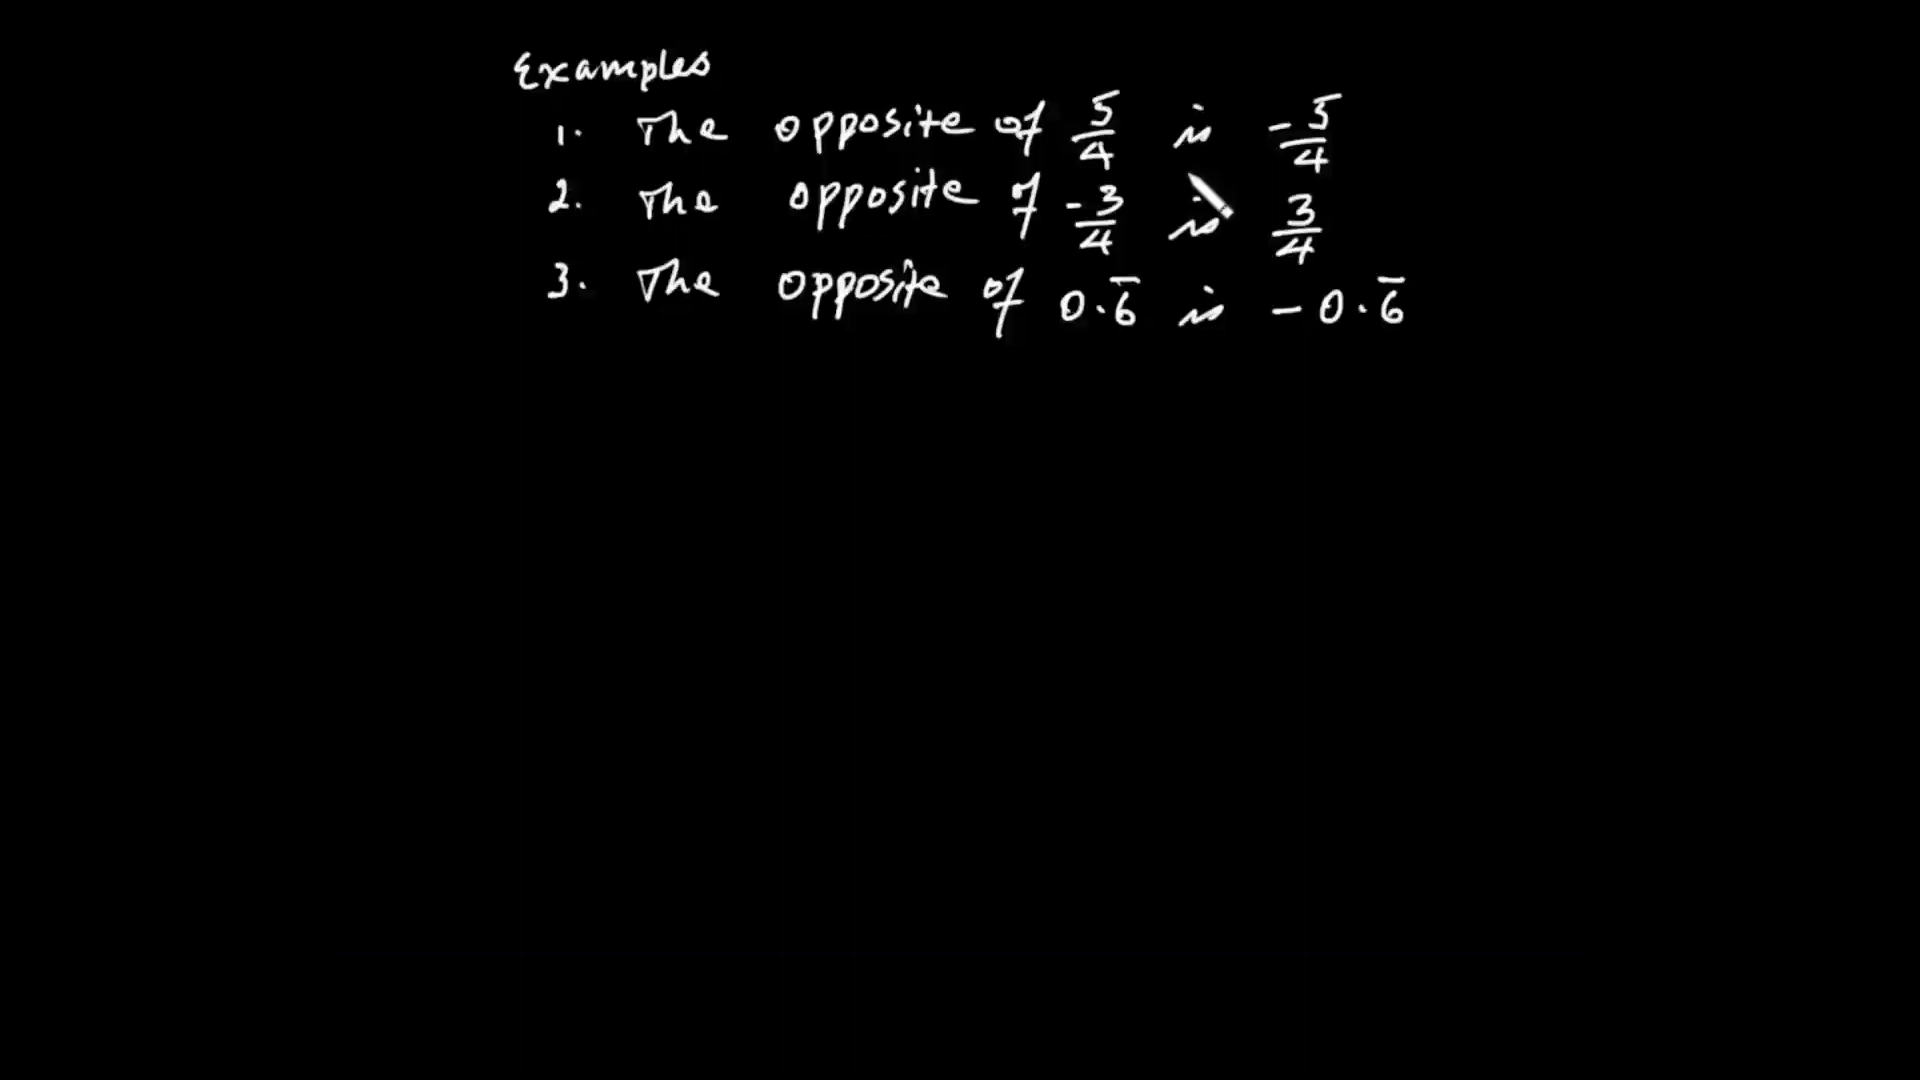 Examples
1. The opposite of 5/4 is -5/4
2. The opposite of -3/4 is 3/4
3. The opposite of 0.6̅ is -0.6̅